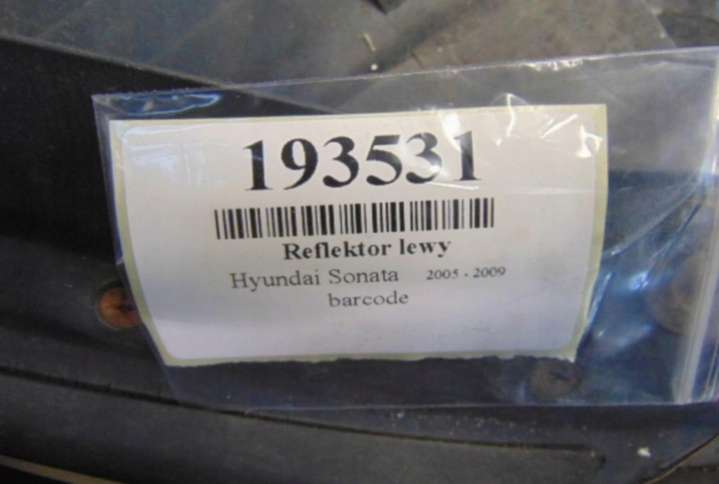 193531
Reflektor lewy
Hyundai Sonata 2005 - 2009
barcode